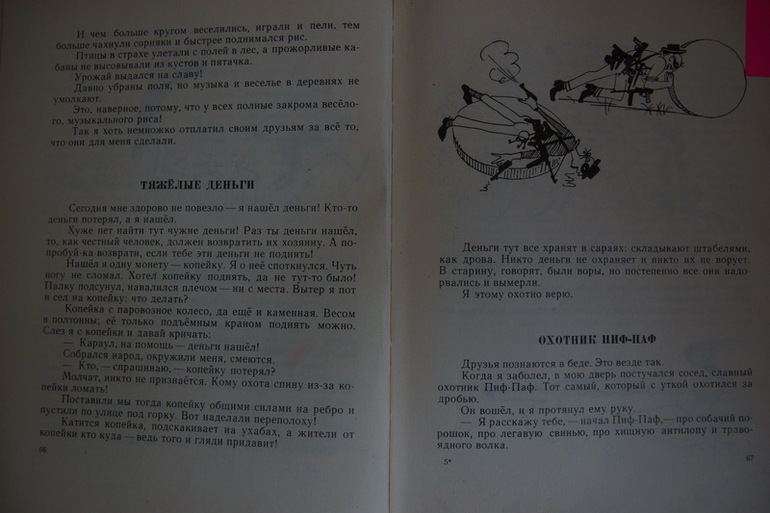 И чем больше кругом веселились, играли и пели, тем
больше чахнули сорняки и быстрее поднимался рис.
Птицы в страхе улетали с полей в лес, а прожорливые ка-
баны не высовывали из кустов и пятачка.
Урожай выдался на славу!
Давно убраны поля, но музыка и веселье в деревнях не
умолкают.
Это, наверное, потому, что у всех полные закрома весёло-
го, музыкального риса!
Так я хоть немножко отплатил своим друзьям за всё то,
что они для меня сделали.
ТЯЖЁЛЫЕ ДЕНЬГИ
Сегодня мне здорово не повезло — я нашёл деньги! Кто-то
деньги потерял, а я нашёл.
Хуже нет найти тут чужие деньги! Раз ты деньги нашёл,
то, как честный человек, должен возвратить их хозяину. А по-
пробуй-ка возврати, если тебе эти деньги не поднять!
Нашёл я одну монету — копейку. Я о неё споткнулся. Чуть
ногу не сломал. Хотел копейку поднять, да не тут-то было!
Палку подсунул, навалился плечом — ни с места. Вытер я пот
и сел на копейку: что делать?
Копейка с паровозное колесо, да ещё и каменная. Весом
в полтонны; её только подъёмным краном поднять можно.
Слез я с копейки и давай кричать:
— Караул, на помощь — деньги нашёл!
Собрался народ, окружили меня, смеются.
— Кто, — спрашиваю, — копейку потерял?
Молчат, никто не признаётся. Кому охота спину из-за ко-
пейки ломать!
Поставили мы тогда копейку общими силами на ребро и
пустили по улице под горку. Вот наделали переполоху!
Катится копейка, подскакивает на ухабах, а жители от
копейки кто куда — ведь того и гляди придавит!
66
Деньги тут все хранят в сараях: складывают штабелями,
как дрова. Никто денег не охраняет и никто их не ворует.
В старину, говорят, были воры, но постепенно все они надо-
рвались и вымерли.
Я этому охотно верю.
ОХОТНИК ПИФ-ПАФ
Друзья познаются в беде. Это везде так.
Когда я заболел, в мою дверь постучался сосед, славный
охотник Пиф-Паф. Тот самый, который с уткой охотился за
дробью.
Он вошёл, и я протянул ему руку.
— Я расскажу тебе, — начал Пиф-Паф, — про собачий по-
рошок, про легавую свинью, про хищную антилопу и траво-
ядного волка.
5*
67